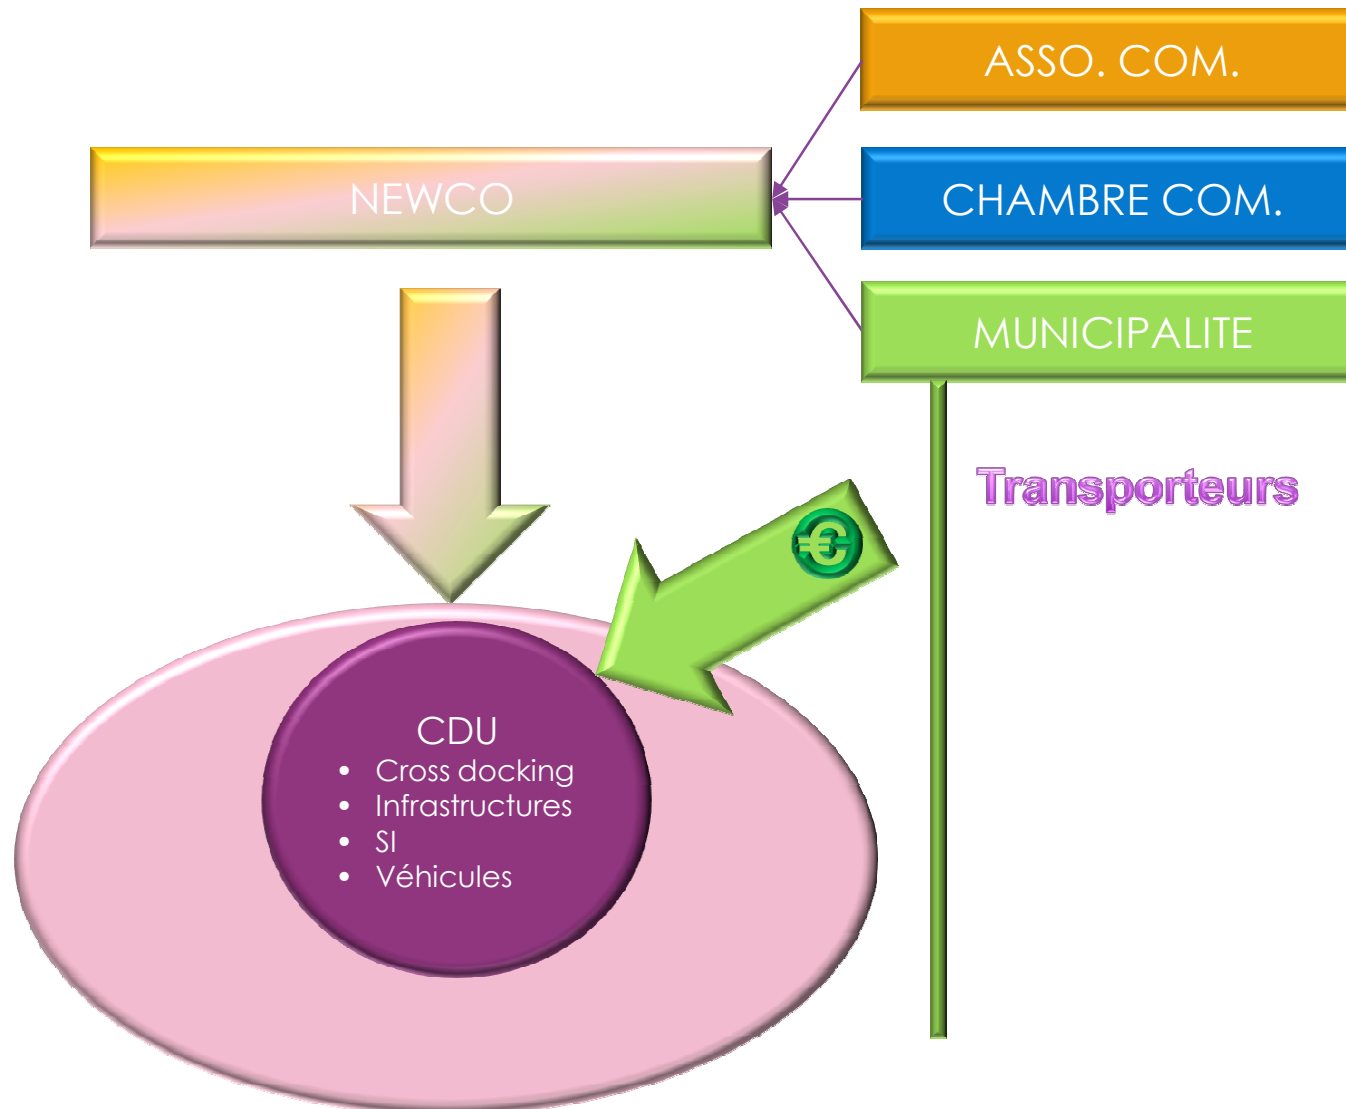 ASSO. COM.
NEWCO
CHAMBRE COM.
MUNICIPALITE
Transporteurs
€
CDU
• Cross docking
• Infrastructures
• SI
• Véhicules